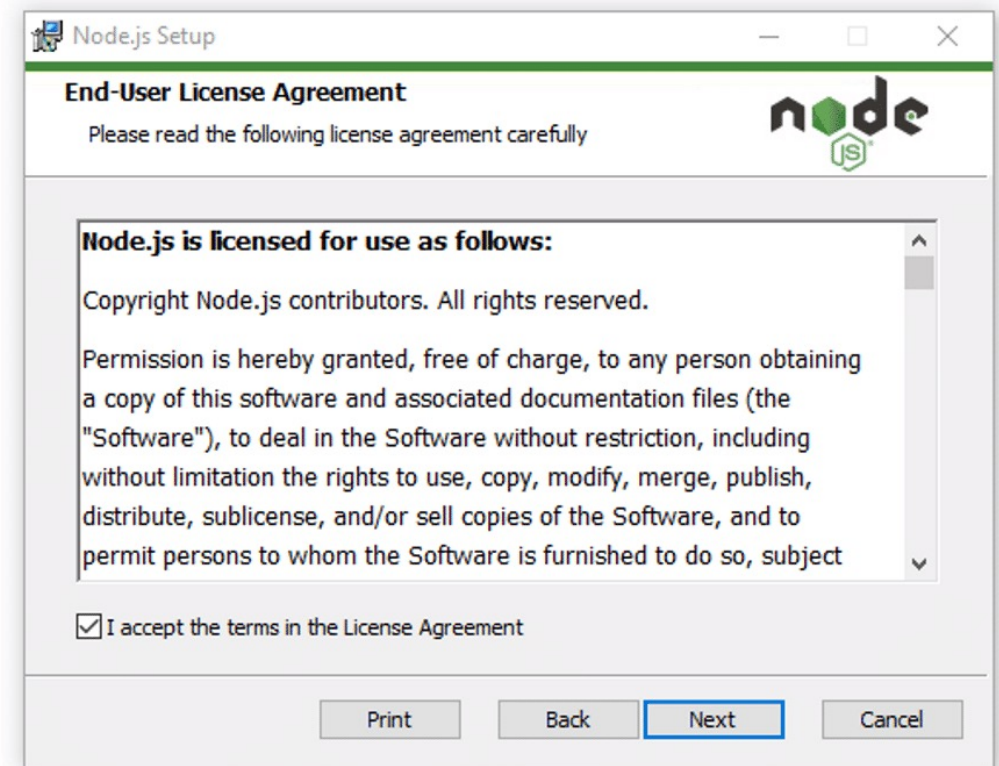 Node.js Setup
End-User License Agreement
Please read the following license agreement carefully
node
JS
Node.js is licensed for use as follows:
Copyright Node.js contributors. All rights reserved.
Permission is hereby granted, free of charge, to any person obtaining
a copy of this software and associated documentation files (the
"Software"), to deal in the Software without restriction, including
without limitation the rights to use, copy, modify, merge, publish,
distribute, sublicense, and/or sell copies of the Software, and to
permit persons to whom the Software is furnished to do so, subject
I accept the terms in the License Agreement
Print Back Next Cancel